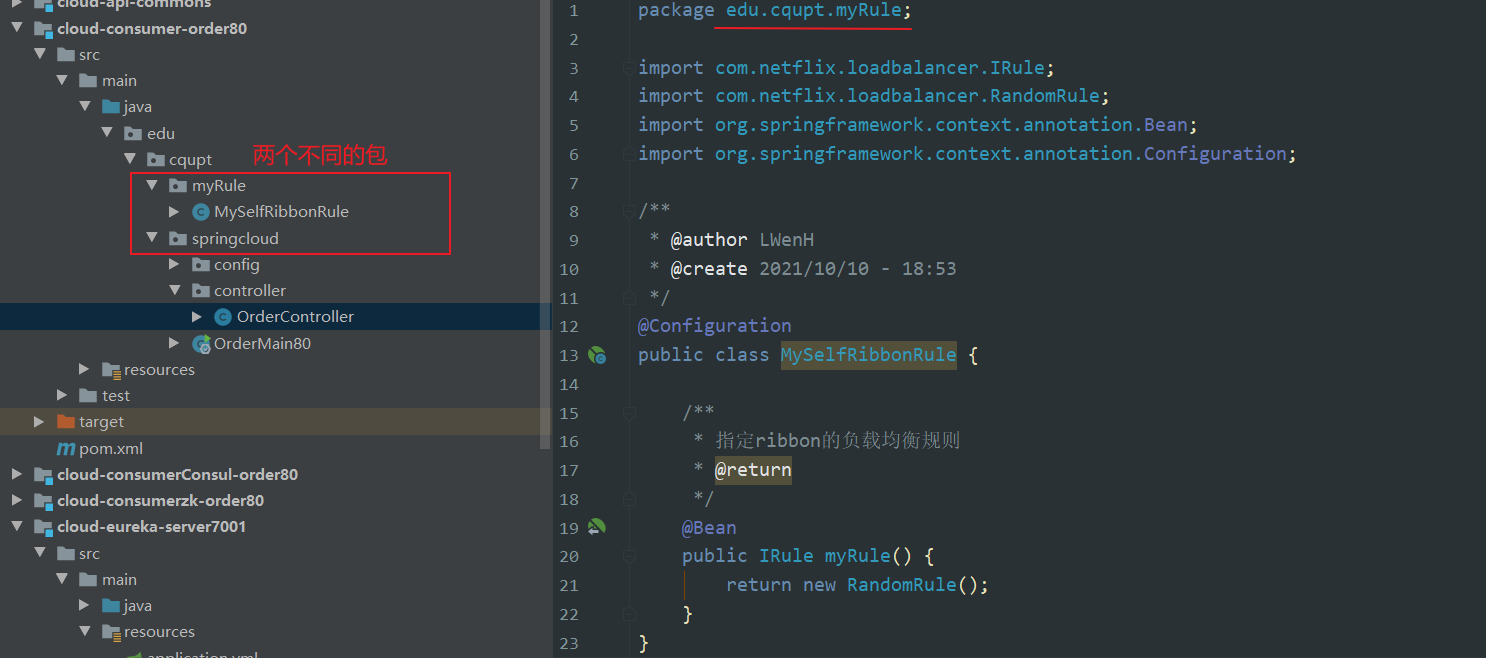 cloud-api-commons
cloud-consumer-order80
src
main
java
edu
cqupt
两个不同的包
myRule
MySelfRibbonRule
springcloud
config
controller
OrderController
OrderMain80
resources
test
target
pom.xml
cloud-consumerConsul-order80
cloud-consumerzk-order80
cloud-eureka-server7001
src
main
java
resources
application.yml
1 package edu.cqupt.myRule;
2
3 import com.netflix.loadbalancer.IRule;
4 import com.netflix.loadbalancer.RandomRule;
5 import org.springframework.context.annotation.Bean;
6 import org.springframework.context.annotation.Configuration;
7
8 /**
9 * @author LWenH
10 * @create 2021/10/10 - 18:53
11 */
12 @Configuration
13 public class MySelfRibbonRule {
14
15 /**
16 * 指定ribbon的负载均衡规则
17 * @return
18 */
19 @Bean
20 public IRule myRule() {
21 return new RandomRule();
22 }
23 }